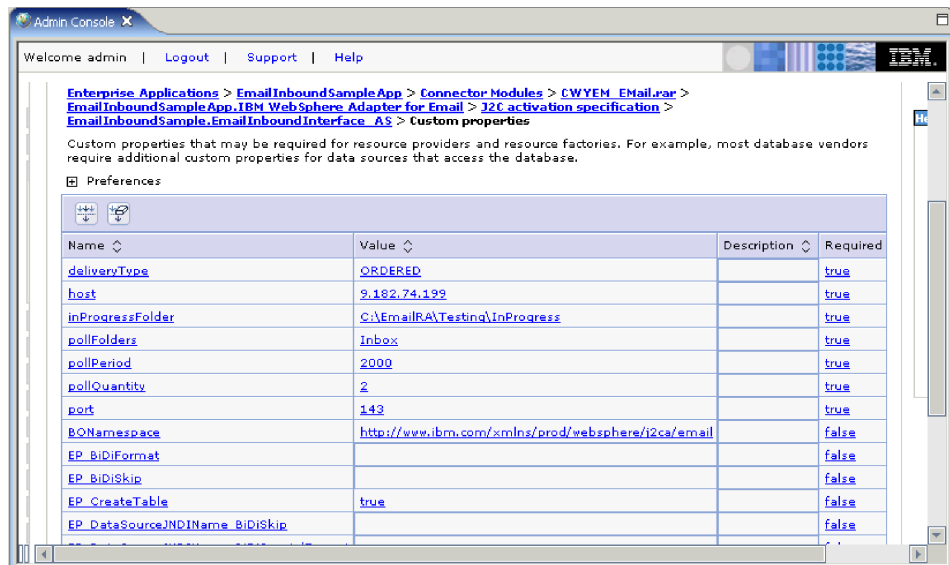 Admin Console
Welcome admin | Logout | Support | Help
IBM.
Enterprise Applications > EmailInboundSampleApp > Connector Modules > CWYEM_EMail.rar >
EmailInboundSampleApp.IBM WebSphere Adapter for Email > J2C activation specification >
EmailInboundSample.EmailInboundInterface_AS > Custom properties
He
Custom properties that may be required for resource providers and resource factories. For example, most database vendors
require additional custom properties for data sources that access the database.
Preferences
Name Value Description Required
deliveryType ORDERED true
host 9.182.74.199 true
inProgressFolder C:\EmailRA\Testing\InProgress true
pollFolders Inbox true
pollPeriod 2000 true
pollQuantity 2 true
port 143 true
BONamespace http://www.ibm.com/xmlns/prod/websphere/j2ca/email false
EP_BiDiFormat false
EP_BiDiSkip false
EP_CreateTable true false
EP_DataSourceJNDIName_BiDiSkip false